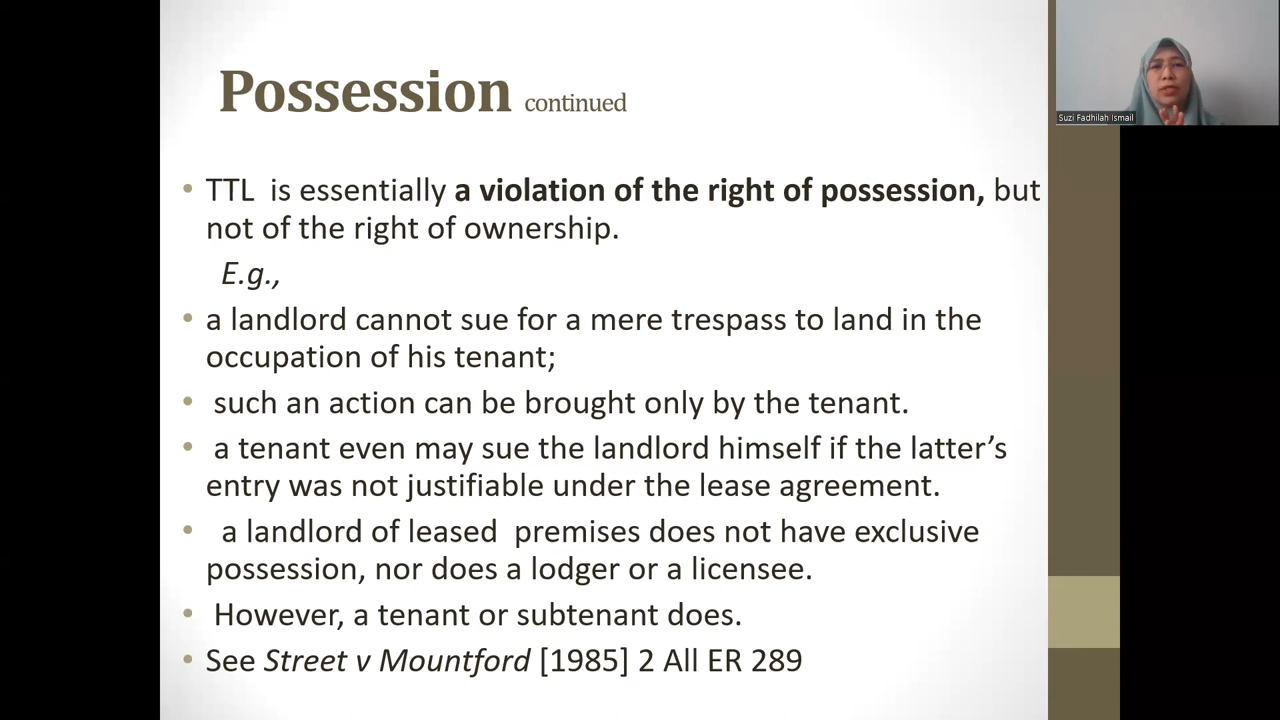 Possession continued
Suzi Fadhilah Ismail
• TTL is essentially a violation of the right of possession, but
not of the right of ownership.
E.g.,
• a landlord cannot sue for a mere trespass to land in the
occupation of his tenant;
• such an action can be brought only by the tenant.
• a tenant even may sue the landlord himself if the latter’s
entry was not justifiable under the lease agreement.
• a landlord of leased premises does not have exclusive
possession, nor does a lodger or a licensee.
• However, a tenant or subtenant does.
• See Street v Mountford [1985] 2 All ER 289